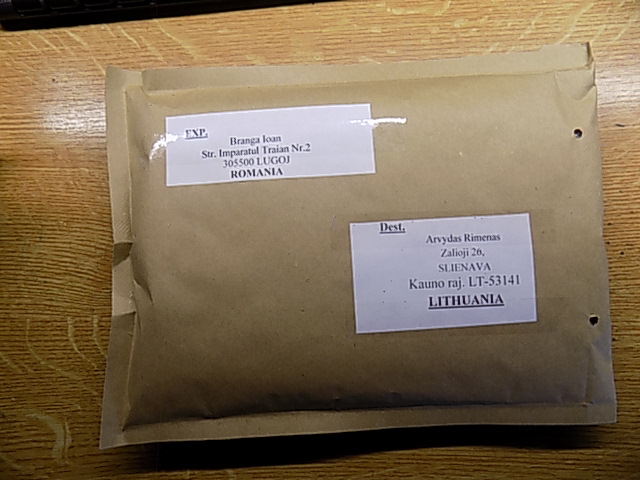 EXP.
Branga Ioan
Str. Imparatul Traian Nr.2
305500 LUGOJ
ROMANIA
Dest.
Arvydas Rimenas
Zalioji 26,
SLIENAVA
Kauno raj. LT-53141
LITHUANIA